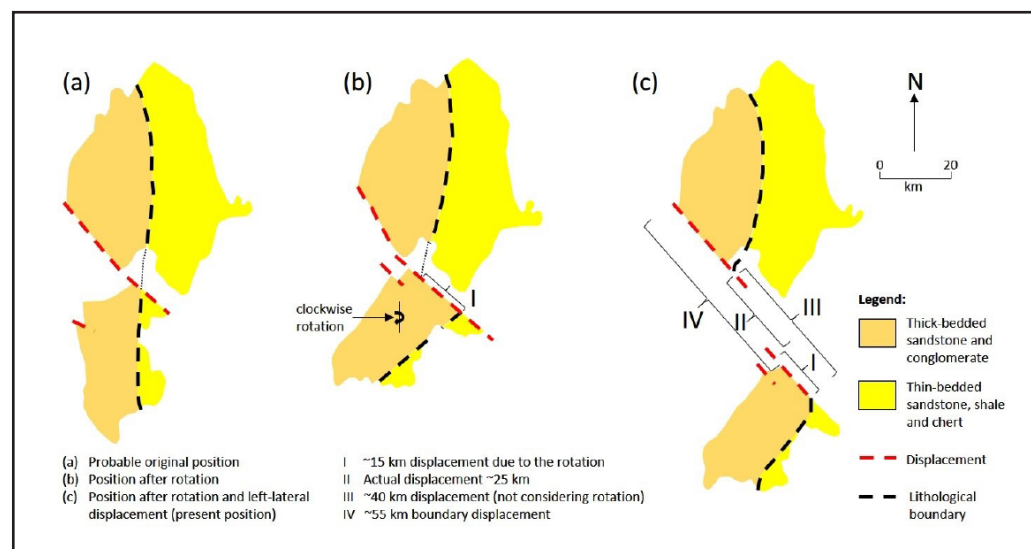 (a)
(b)
(c)
N
0 20
km
clockwise
rotation
I
IV
II
III
I
Legend:
Thick-bedded
sandstone and
conglomerate
Thin-bedded
sandstone, shale
and chert
Displacement
Lithological
boundary
(a) Probable original position
(b) Position after rotation
(c) Position after rotation and left-lateral
displacement (present position)
I ~15 km displacement due to the rotation
II Actual displacement ~25 km
III ~40 km displacement (not considering rotation)
IV ~55 km boundary displacement